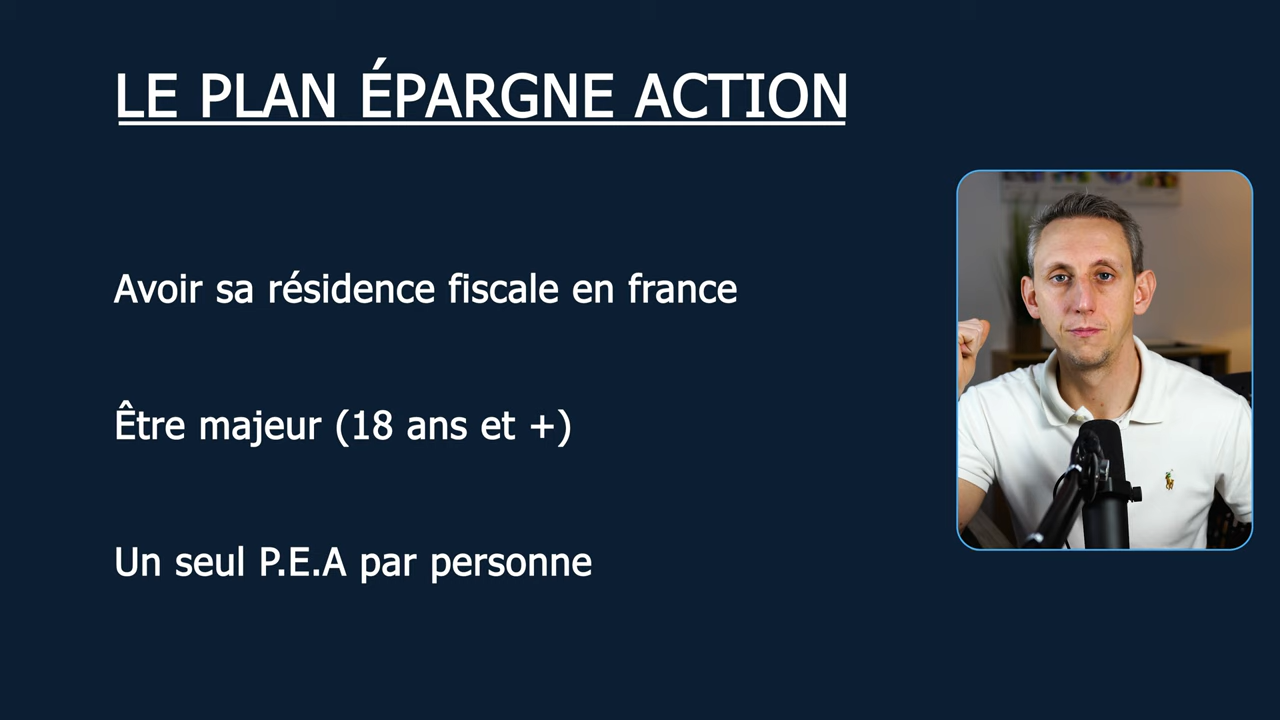 LE PLAN ÉPARGNE ACTION
Avoir sa résidence fiscale en france
Être majeur (18 ans et +)
Un seul P.E.A par personne